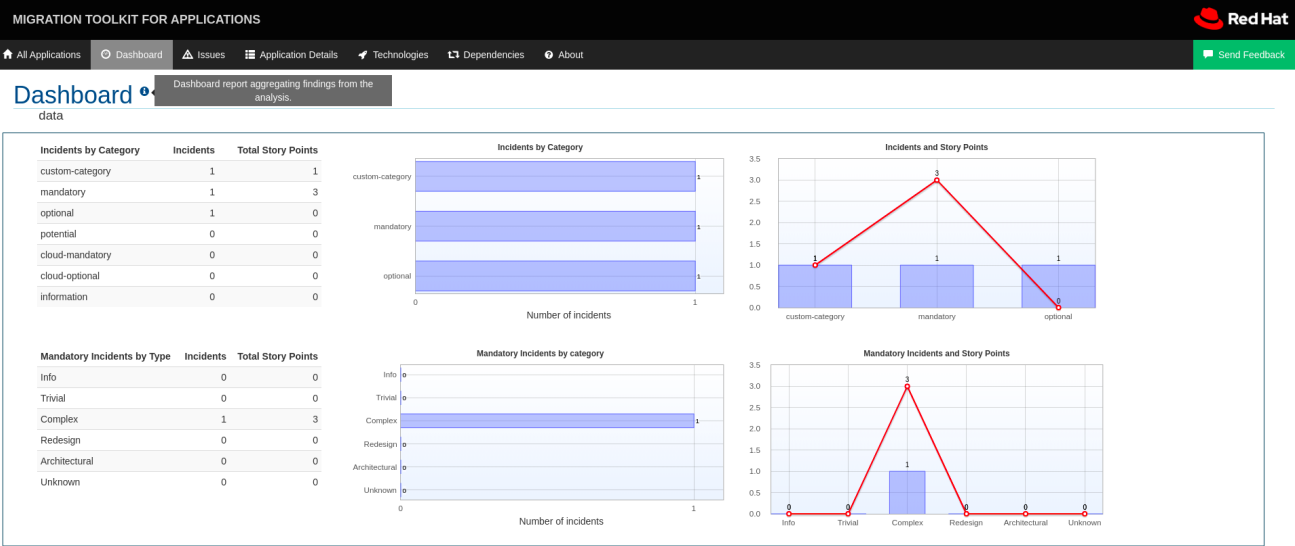 MIGRATION TOOLKIT FOR APPLICATIONS
Red Hat
All Applications Dashboard Issues Application Details Technologies Dependencies About Send Feedback
Dashboard
Dashboard report aggregating findings from the
analysis.
data
Incidents by Category Incidents Total Story Points
custom-category 1 1
mandatory 1 3
optional 1 0
potential 0 0
cloud-mandatory 0 0
cloud-optional 0 0
information 0 0
Incidents by Category
custom-category 1
mandatory 1
optional 1
0 1
Number of incidents
Incidents and Story Points
3.5
3.0
2.5
2.0
1.5
1.0
0.5
0.0
3
1 1 1
0
custom-category mandatory optional
Mandatory Incidents by Type Incidents Total Story Points
Info 0 0
Trivial 0 0
Complex 1 3
Redesign 0 0
Architectural 0 0
Unknown 0 0
Mandatory Incidents by category
Info 0
Trivial 0
Complex 1
Redesign 0
Architectural 0
Unknown 0
0 1
Number of incidents
Mandatory Incidents and Story Points
3.5
3.0
2.5
2.0
1.5
1.0
0.5
0.0
3
1
0 0 0 0 0
Info Trivial Complex Redesign Architectural Unknown